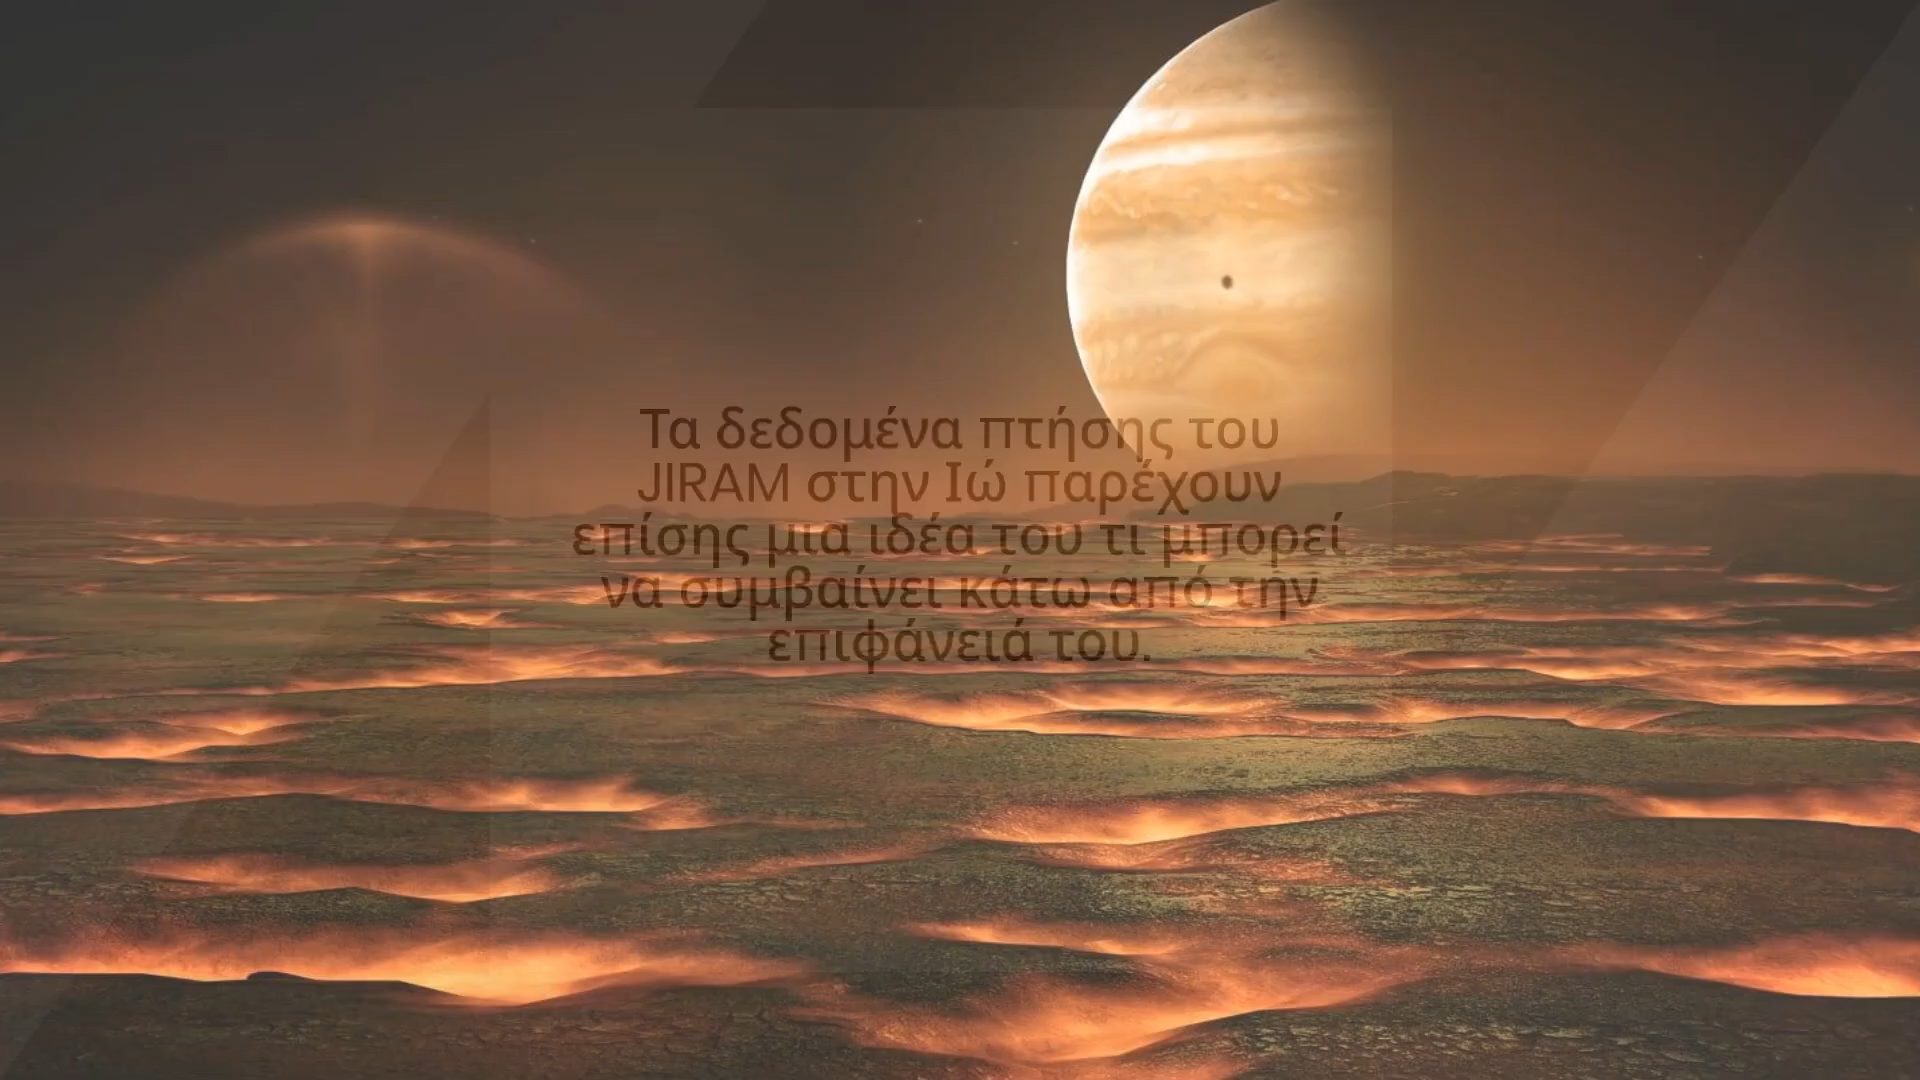 Τα δεδομένα πτήσης του
JIRAM στην Ιώ παρέχουν
επίσης μια ιδέα του τι μπορεί
να συμβαίνει κάτω από την
επιφάνειά του.